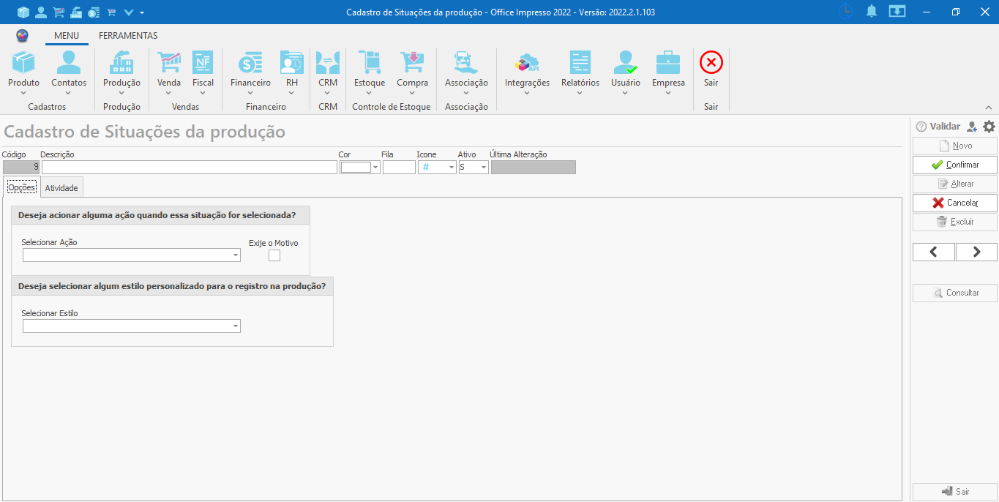 Cadastro de Situações da produção - Office Impresso 2022 - Versão: 2022.2.1.103
MENU FERRAMENTAS
Produto Contatos Produção Venda Fiscal Financeiro RH CRM Estoque Compra Associação Integrações Relatórios Usuário Empresa Sair
Cadastros Produção Vendas Financeiro CRM Controle de Estoque Associação Sair
Cadastro de Situações da produção
Validar
Código Descrição Cor Fila Icone Ativo Última Alteração
9 # S
Opções Atividade
Deseja acionar alguma ação quando essa situação for selecionada?
Selecionar Ação Exije o Motivo
Deseja selecionar algum estilo personalizado para o registro na produção?
Selecionar Estilo
Novo
Confirmar
Alterar
Cancelar
Excluir
Consultar
Sair